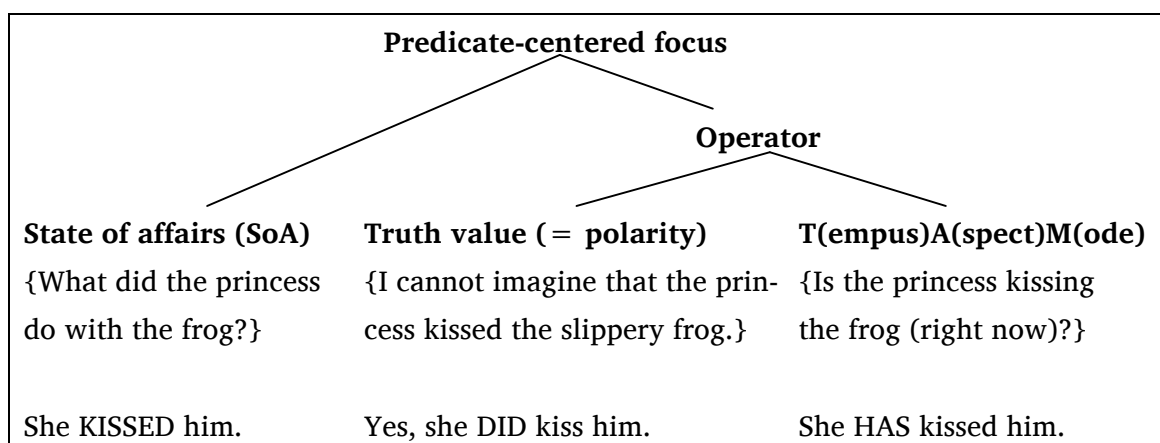 Predicate-centered focus
Operator
State of affairs (SoA) Truth value (= polarity) T(empus)A(spect)M(ode)
{What did the princess {I cannot imagine that the prin- {Is the princess kissing
do with the frog?} cess kissed the slippery frog.} the frog (right now)?}
She KISSED him. Yes, she DID kiss him. She HAS kissed him.